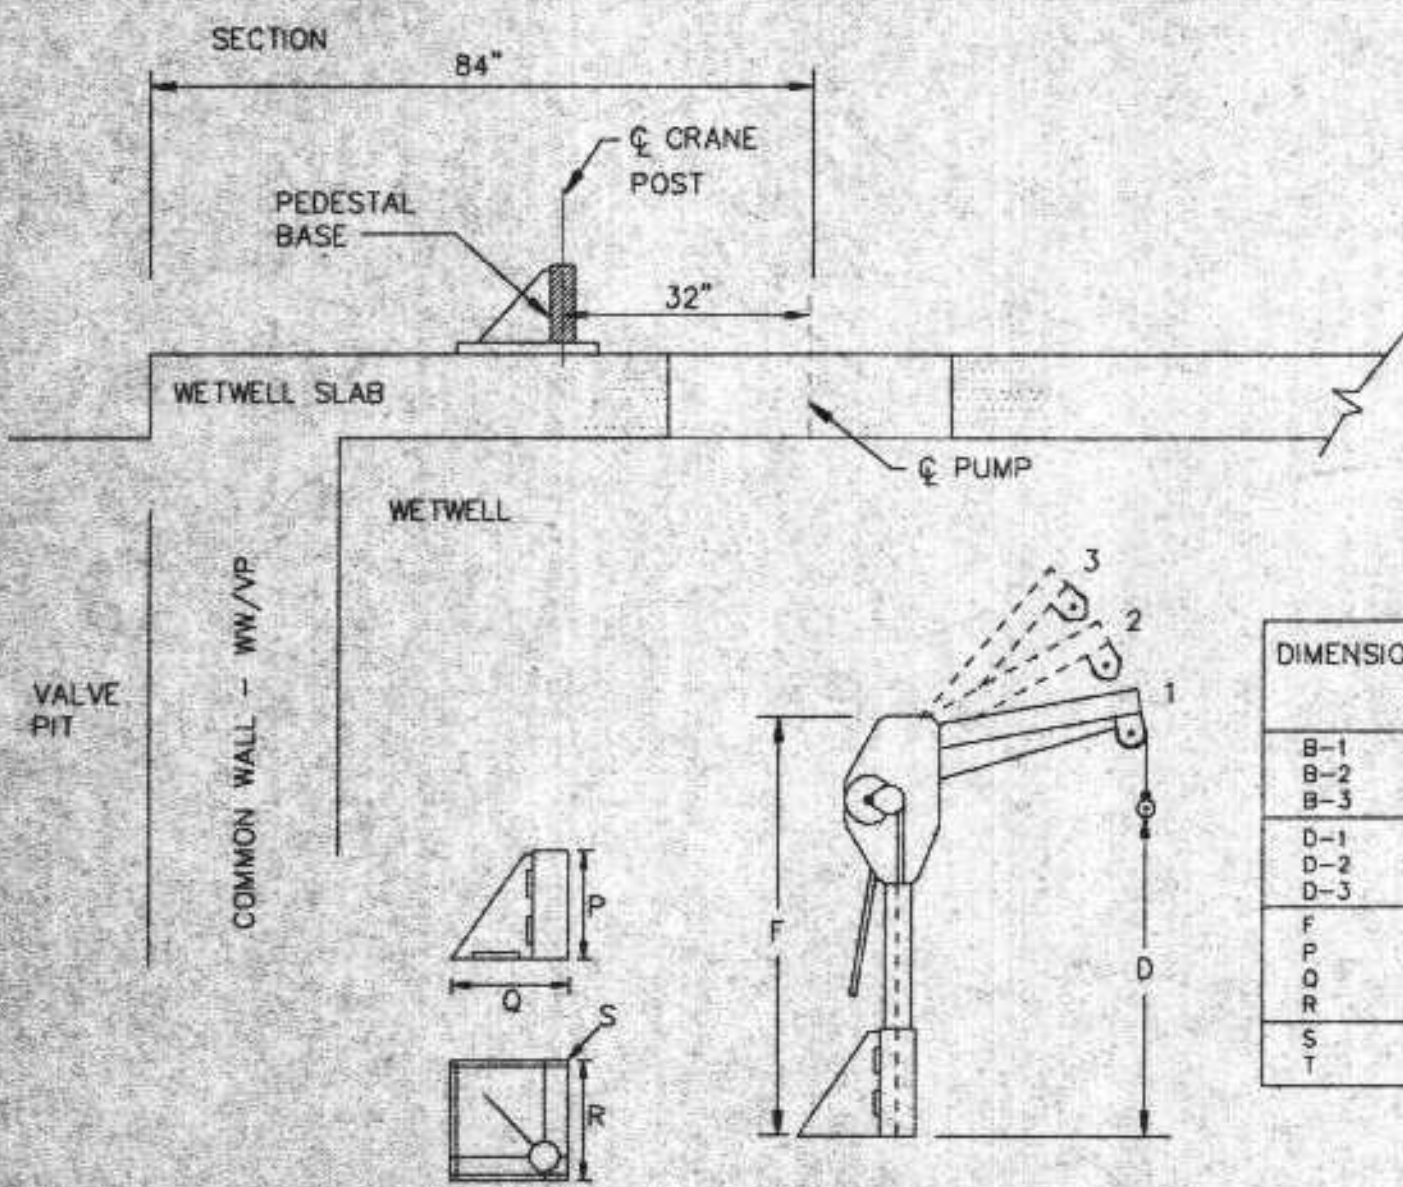 SECTION
84"
℄ CRANE
POST
PEDESTAL
BASE
32"
WETWELL SLAB
℄ PUMP
WETWELL
COMMON WALL - WW/VP
VALVE
PIT
3
2
1
F
D
P
Q
S
R
DIMENSIO
B-1
B-2
B-3
D-1
D-2
D-3
F
P
Q
R
S
T